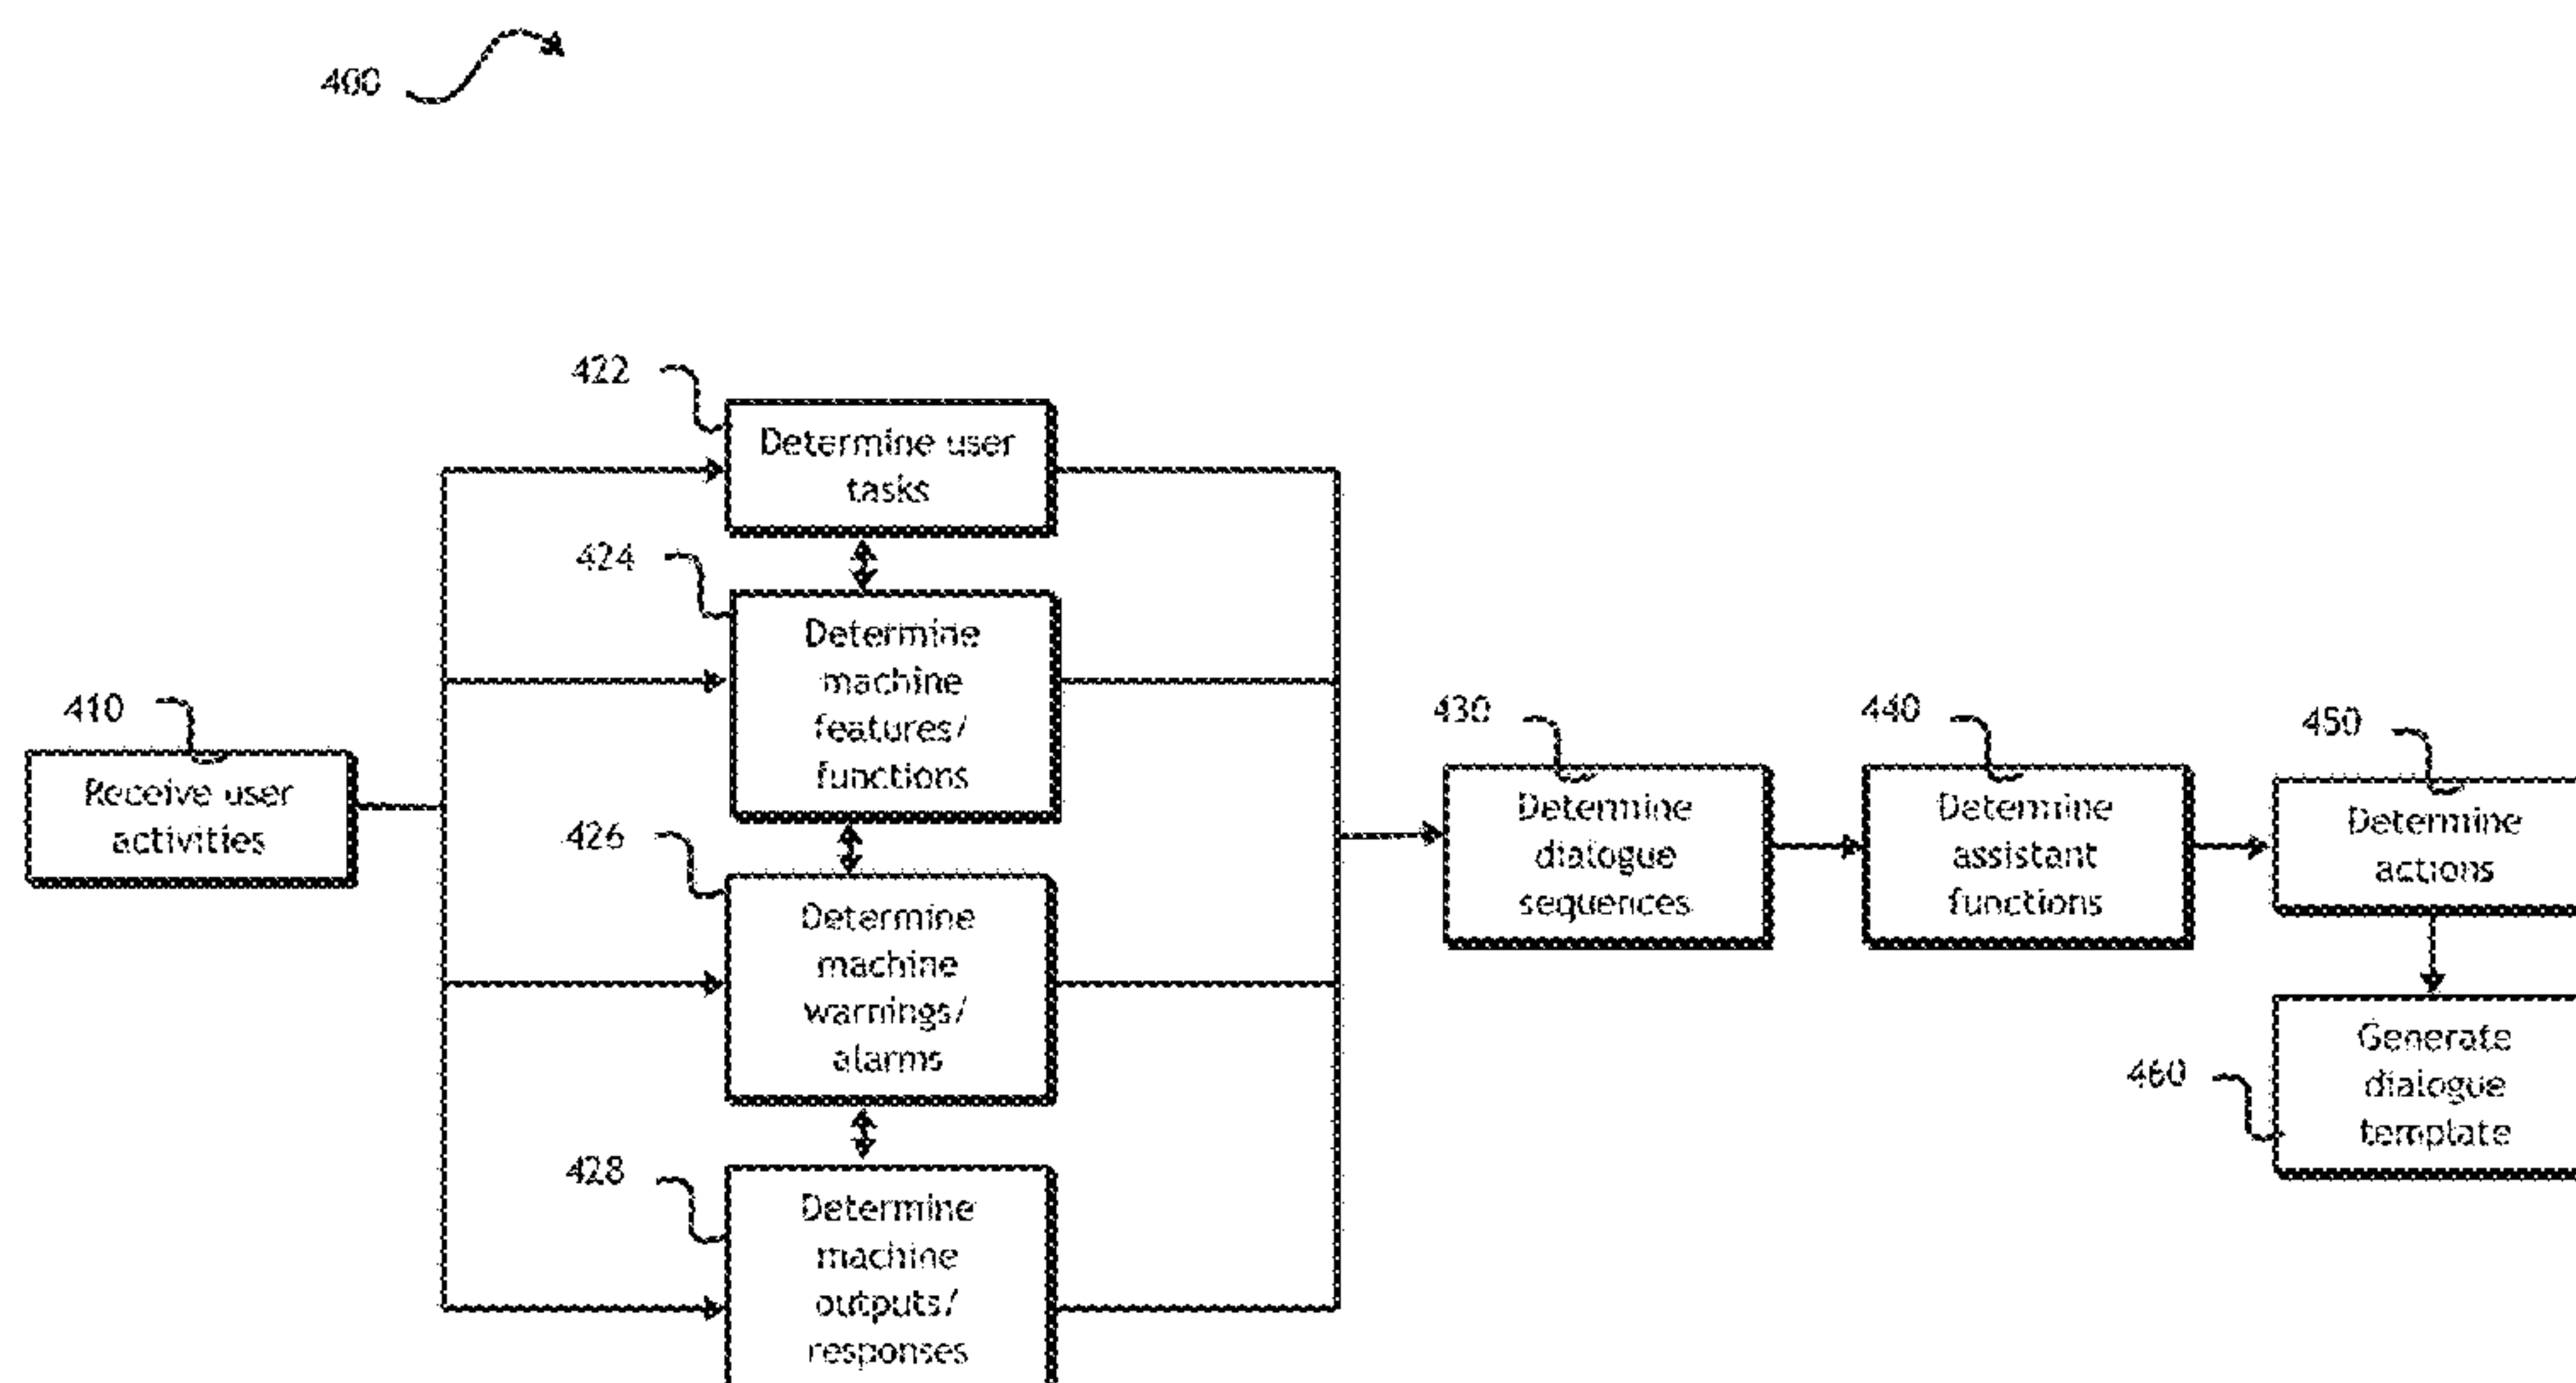 400
422
Determine user
tasks
424
Determine
machine
features/
functions
410
Receive user
activities
426
Determine
machine
warnings/
alarms
428
Determine
machine
outputs/
responses
430
Determine
dialogue
sequences
440
Determine
assistant
functions
450
Determine
actions
460
Generate
dialogue
template